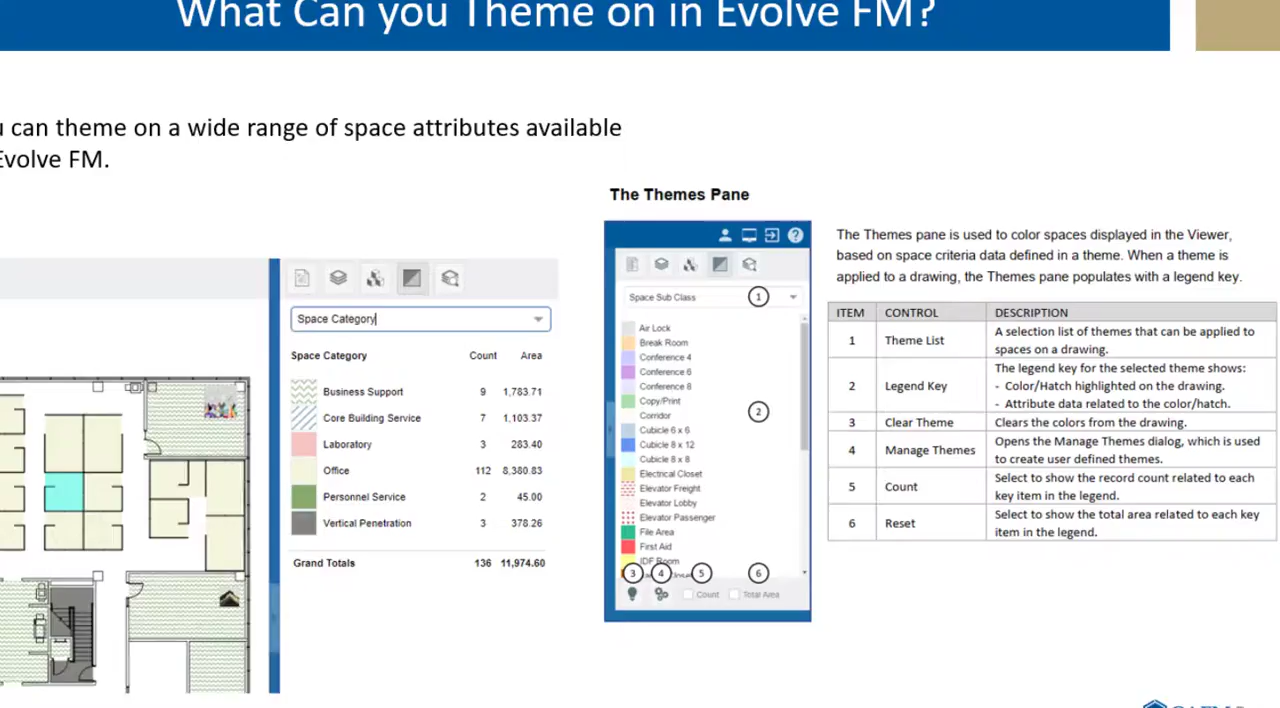 What Can you Theme on in Evolve FM?
can theme on a wide range of space attributes available
Evolve FM.
Space Category
Space Category Count Area
Business Support 9 1,783.71
Core Building Service 7 1,103.37
Laboratory 3 283.40
Office 112 8,380.83
Personnel Service 2 45.00
Vertical Penetration 3 378.26
Grand Totals 136 11,974.60
The Themes Pane
Space Sub Class 1
Air Lock
Break Room
Conference 4
Conference 6
Conference 8
Copy/Print
Corridor
2
Cubicle 6 x 6
Cubicle 8 x 12
Cubicle 8 x 8
Electrical Closet
Elevator Freight
Elevator Lobby
Elevator Passenger
File Area
First Aid
IDF Room
3 4 5 6
Count Total Area
The Themes pane is used to color spaces displayed in the Viewer,
based on space criteria data defined in a theme. When a theme is
applied to a drawing, the Themes pane populates with a legend key.
ITEM CONTROL DESCRIPTION
1 Theme List A selection list of themes that can be applied to
spaces on a drawing.
2 Legend Key The legend key for the selected theme shows:
- Color/Hatch highlighted on the drawing.
- Attribute data related to the color/hatch.
3 Clear Theme Clears the colors from the drawing.
4 Manage Themes Opens the Manage Themes dialog, which is used
to create user defined themes.
5 Count Select to show the record count related to each
key item in the legend.
6 Reset Select to show the total area related to each key
item in the legend.